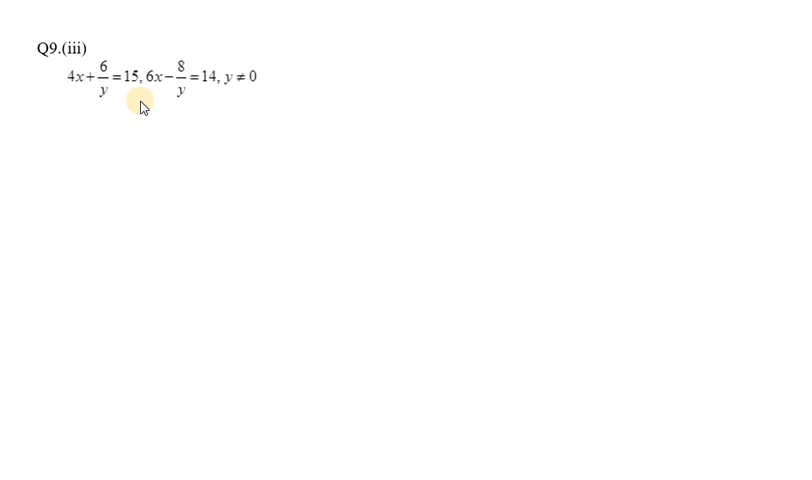 Q9.(iii)
4x + 6/y = 15, 6x − 8/y = 14, y ≠ 0